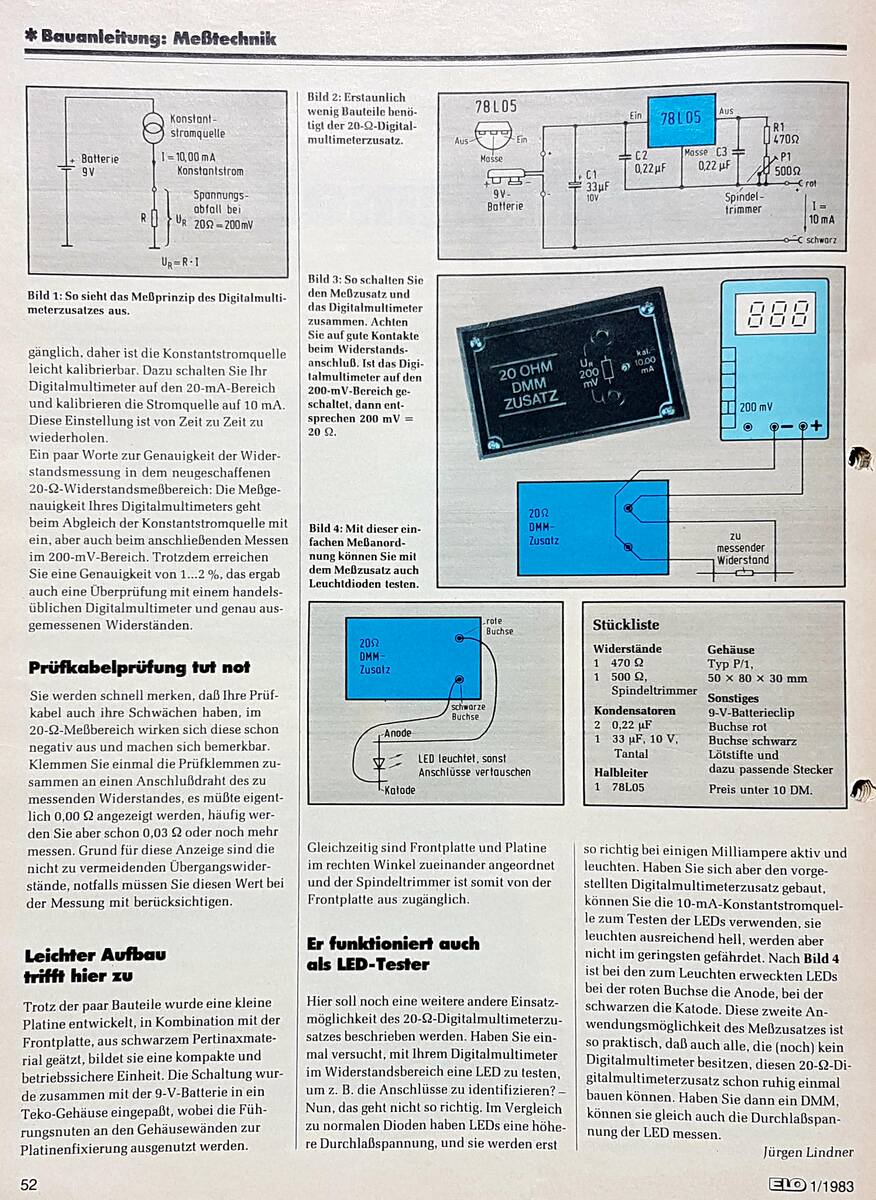 * Bauanleitung: Meßtechnik
Konstant-
stromquelle
I = 10,00 mA
Konstantstrom
+ Batterie
9V
Spannungs-
abfall bei
20Ω = 200mV
R
UR
UR = R · I
Bild 1: So sieht das Meßprinzip des Digitalmulti-
meterzusatzes aus.
gänglich, daher ist die Konstantstromquelle
leicht kalibrierbar. Dazu schalten Sie Ihr
Digitalmultimeter auf den 20-mA-Bereich
und kalibrieren die Stromquelle auf 10 mA.
Diese Einstellung ist von Zeit zu Zeit zu
wiederholen.
Ein paar Worte zur Genauigkeit der Wider-
standsmessung in dem neugeschaffenen
20-Ω-Widerstandsmeßbereich: Die Meßge-
nauigkeit Ihres Digitalmultimeters geht
beim Abgleich der Konstantstromquelle mit
ein, aber auch beim anschließenden Messen
im 200-mV-Bereich. Trotzdem erreichen
Sie eine Genauigkeit von 1...2 %, das ergab
auch eine Überprüfung mit einem handels-
üblichen Digitalmultimeter und genau aus-
gemessenen Widerständen.
Prüfkabelprüfung tut not
Sie werden schnell merken, daß Ihre Prüf-
kabel auch ihre Schwächen haben, im
20-Ω-Meßbereich wirken sich diese schon
negativ aus und machen sich bemerkbar.
Klemmen Sie einmal die Prüfklemmen zu-
sammen an einen Anschlußdraht des zu
messenden Widerstandes, es müßte eigent-
lich 0,00 Ω angezeigt werden, häufig wer-
den Sie aber schon 0,03 Ω oder noch mehr
messen. Grund für diese Anzeige sind die
nicht zu vermeidenden Übergangswider-
stände, notfalls müssen Sie diesen Wert bei
der Messung mit berücksichtigen.
Leichter Aufbau
trifft hier zu
Trotz der paar Bauteile wurde eine kleine
Platine entwickelt, in Kombination mit der
Frontplatte, aus schwarzem Pertinaxmate-
rial geätzt, bildet sie eine kompakte und
betriebssichere Einheit. Die Schaltung wur-
de zusammen mit der 9-V-Batterie in ein
Teko-Gehäuse eingepaßt, wobei die Füh-
rungsnuten an den Gehäusewänden zur
Platinenfixierung ausgenutzt werden.
Bild 2: Erstaunlich
wenig Bauteile benö-
tigt der 20-Ω-Digital-
multimeterzusatz.
78L05
Aus
Ein
Masse
9V-
Batterie
+
-
+ C1
33µF
10V
Ein
C2
0,22µF
78L05
Masse
Aus
C3
0,22µF
R1
470Ω
P1
500Ω
Spindel-
trimmer
rot
+
I =
10 mA
- schwarz
Bild 3: So schalten Sie
den Meßzusatz und
das Digitalmultimeter
zusammen. Achten
Sie auf gute Kontakte
beim Widerstands-
anschluß. Ist das Digi-
talmultimeter auf den
200-mV-Bereich ge-
schaltet, dann ent-
sprechen 200 mV =
20 Ω.
20 OHM
DMM
ZUSATZ
UR
200
mV
kal.
10,00
mA
888
200 mV
- +
20Ω
DMM-
Zusatz
zu
messender
Widerstand
Bild 4: Mit dieser ein-
fachen Meßanord-
nung können Sie mit
dem Meßzusatz auch
Leuchtdioden testen.
20Ω
DMM-
Zusatz
rote
Buchse
schwarze
Buchse
Anode
LED leuchtet, sonst
Anschlüsse vertauschen
Katode
Stückliste
Widerstände
1 470 Ω
1 500 Ω,
Spindeltrimmer
Kondensatoren
2 0,22 µF
1 33 µF, 10 V,
Tantal
Halbleiter
1 78L05
Gehäuse
Typ P/1,
50 × 80 × 30 mm
Sonstiges
9-V-Batterieclip
Buchse rot
Buchse schwarz
Lötstifte und
dazu passende Stecker
Preis unter 10 DM.
Gleichzeitig sind Frontplatte und Platine
im rechten Winkel zueinander angeordnet
und der Spindeltrimmer ist somit von der
Frontplatte aus zugänglich.
Er funktioniert auch
als LED-Tester
Hier soll noch eine weitere andere Einsatz-
möglichkeit des 20-Ω-Digitalmultimeterzu-
satzes beschrieben werden. Haben Sie ein-
mal versucht, mit Ihrem Digitalmultimeter
im Widerstandsbereich eine LED zu testen,
um z. B. die Anschlüsse zu identifizieren? –
Nun, das geht nicht so richtig. Im Vergleich
zu normalen Dioden haben LEDs eine höhe-
re Durchlaßspannung, und sie werden erst
so richtig bei einigen Milliampere aktiv und
leuchten. Haben Sie sich aber den vorge-
stellten Digitalmultimeterzusatz gebaut,
können Sie die 10-mA-Konstantstromquel-
le zum Testen der LEDs verwenden, sie
leuchten ausreichend hell, werden aber
nicht im geringsten gefährdet. Nach Bild 4
ist bei den zum Leuchten erweckten LEDs
bei der roten Buchse die Anode, bei der
schwarzen die Katode. Diese zweite An-
wendungsmöglichkeit des Meßzusatzes ist
so praktisch, daß auch alle, die (noch) kein
Digitalmultimeter besitzen, diesen 20-Ω-Di-
gitalmultimeterzusatz schon ruhig einmal
bauen können. Haben Sie dann ein DMM,
können sie gleich auch die Durchlaßspan-
nung der LED messen.
Jürgen Lindner
52
ELO 1/1983